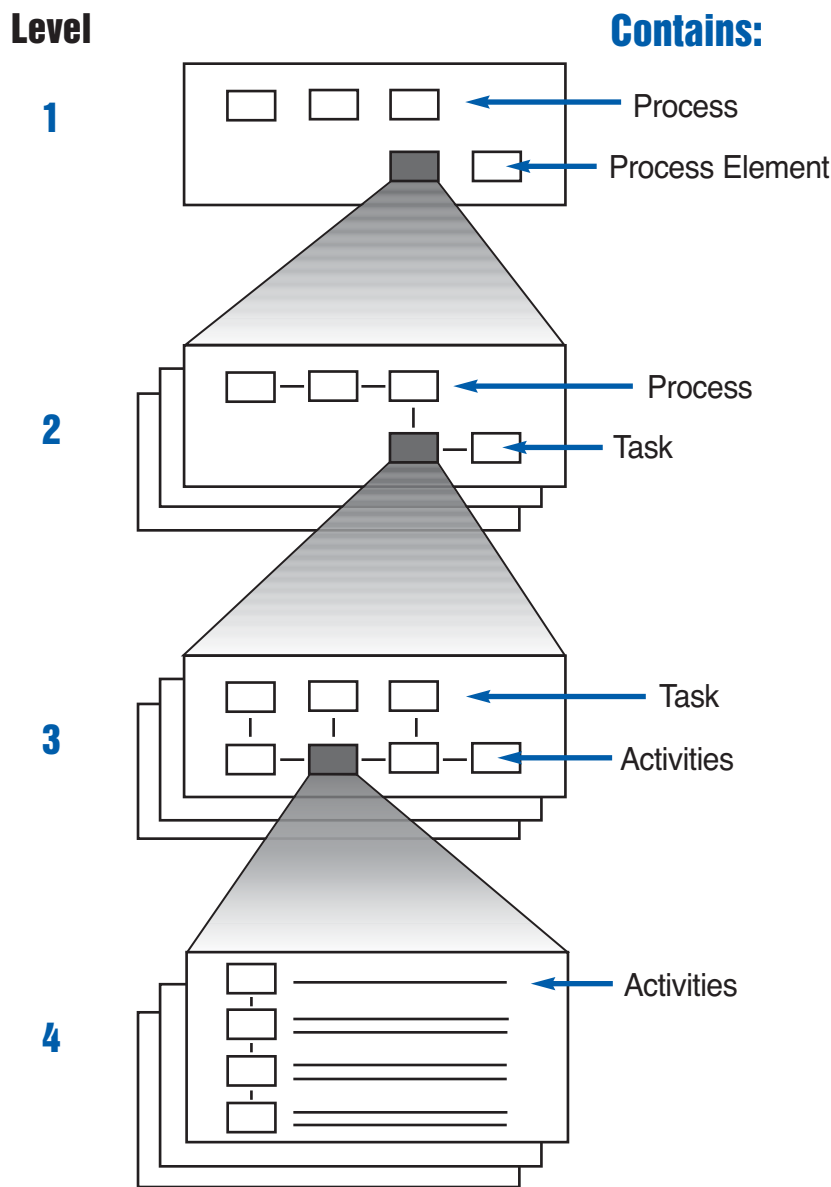 Level
Contains:
1
Process
Process Element
2
Process
Task
3
Task
Activities
4
Activities